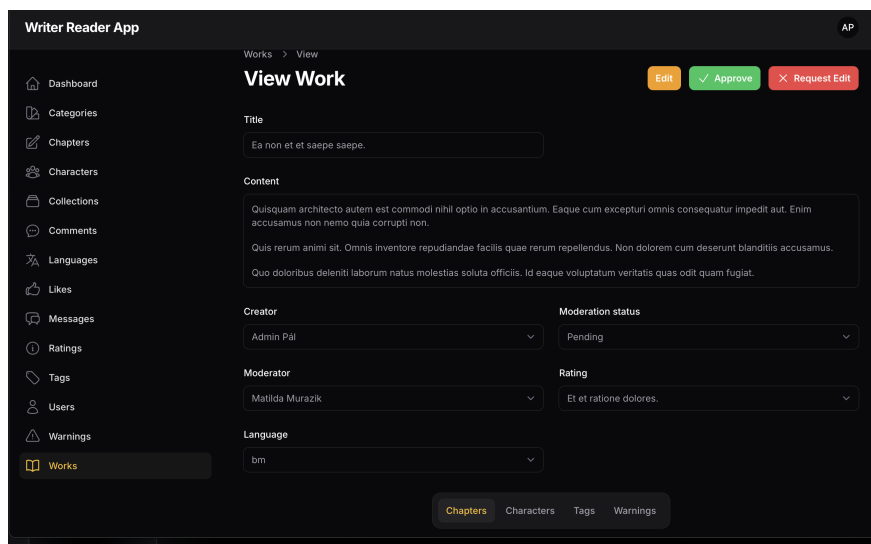 Writer Reader App
AP
Dashboard
Categories
Chapters
Characters
Collections
Comments
Languages
Likes
Messages
Ratings
Tags
Users
Warnings
Works
Works > View
View Work
Edit
Approve
Request Edit
Title
Ea non et et saepe saepe.
Content
Quisquam architecto autem est commodi nihil optio in accusantium. Eaque cum excepturi omnis consequatur impedit aut. Enim
accusamus non nemo quia corrupti non.
Quis rerum animi sit. Omnis inventore repudiandae facilis quae rerum repellendus. Non dolorem cum deserunt blanditiis accusamus.
Quo doloribus deleniti laborum natus molestias soluta officiis. Id eaque voluptatum veritatis quas odit quam fugiat.
Creator
Admin Pál
Moderation status
Pending
Moderator
Matilda Murazik
Rating
Et et ratione dolores.
Language
bm
Chapters
Characters
Tags
Warnings